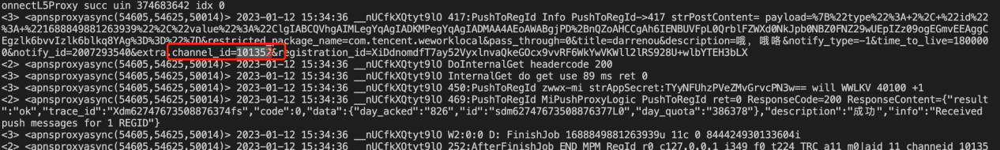 onnectL5Proxy succ uin 374683642 idx 0
<3> <apnsproxyasync(54605,54625,50014)> 2023-01-12 15:34:36 __nUCfkXQtyt9lO 417:PushToRegId Info PushToRegId->417 strPostContent= payload=%7B%22type%22%3A+2%2C+%22id%22
%3A+%221688849881263939%22%2C%22value%22%3A%22ClgIABCQVhgAIMLegYqAgIADKMPegYqAgIADMAA4AEoAWABgjPD%2BnQZoAHCCgAh6IENBUVFpL0QrblFZWXd0NkJpb0NBZ0FNZ29wUEpIZz09ogEGmvEEAggC
Egzlk6bvvIzlk6blkq8YAg%3D%3D%22%7D&restricted_package_name=com.tencent.weworklocal&pass_through=0&title=darrenou&description=哦，哦咯&notify_type=-1&time_to_live=180000
0&notify_id=2007293540&extra.channel_id=101352&registration_id=XiDdnomdfT7ay52VyxlnvaQkeGOcx9vvRF6WkYwVKWll2lRS928U+wlbYTEH3bLX
<2> <apnsproxyasync(54605,54625,50014)> 2023-01-12 15:34:36 __nUCfkXQtyt9lO DoInternalGet headercode 200
<3> <apnsproxyasync(54605,54625,50014)> 2023-01-12 15:34:36 __nUCfkXQtyt9lO InternalGet do get use 89 ms ret 0
<3> <apnsproxyasync(54605,54625,50014)> 2023-01-12 15:34:36 __nUCfkXQtyt9lO 450:PushToRegId zwwx-mi strAppSecret:TYyNFUhzPVeZMvGrvcPN3w== will WWLKV 40100 +1
<2> <apnsproxyasync(54605,54625,50014)> 2023-01-12 15:34:36 __nUCfkXQtyt9lO 469:PushToRegId MiPushProxyLogic PushToRegId ret=0 ResponseCode=200 ResponseContent={"result
":"ok","trace_id":"Xdm62747673508876374fs","code":0,"data":{"day_acked":"826","id":"sdm62747673508876377L0","day_quota":"386378"},"description":"成功","info":"Received
push messages for 1 REGID"}
<3> <apnsproxyasync(54605,54625,50014)> 2023-01-12 15:34:36 __nUCfkXQtyt9lO W2:0:0 D: FinishJob 1688849881263939u 11c 0 8444249301336​04i
<3> <apnsproxyasync(54605,54625,50014)> 2023-01-12 15:34:36 __nUCfkXQtyt9lO 252:AfterFinishJob END MPM RegId r0 c127.0.0.1 i349 f0 t224 TRC a11 m0|aid 11 channeid 10135